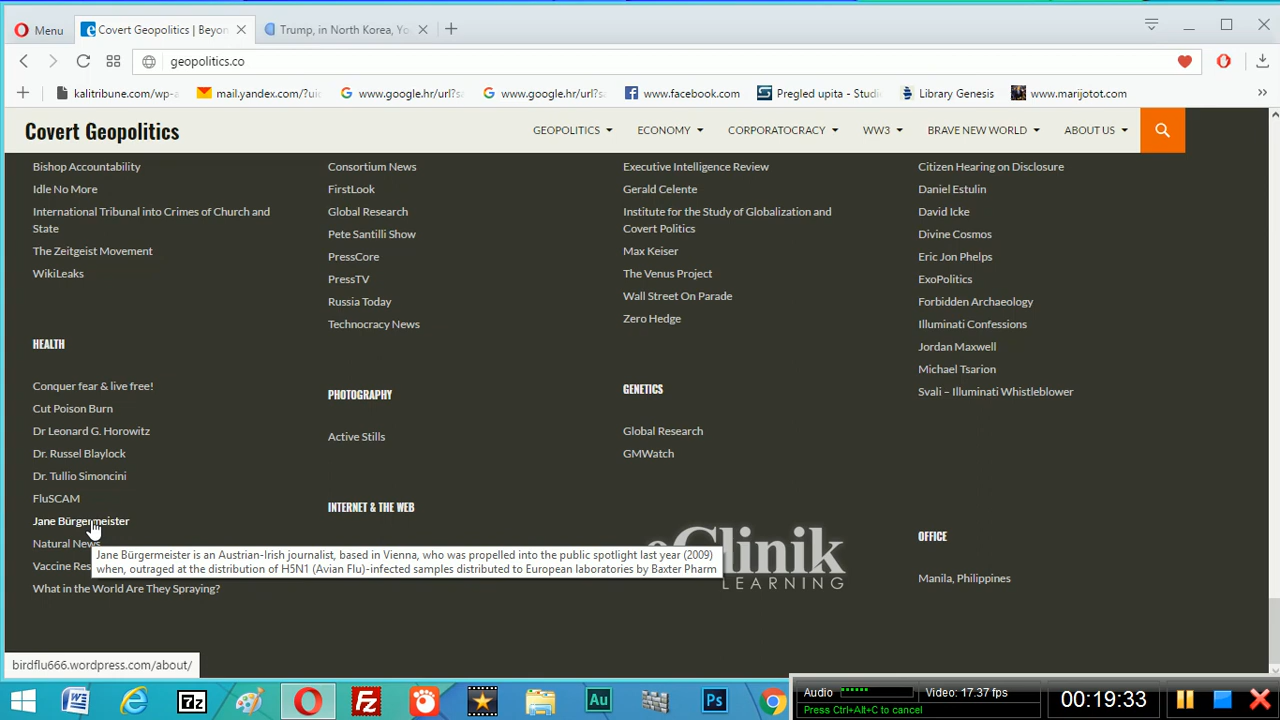 Menu
Covert Geopolitics | Beyon
Trump, in North Korea, Yo
geopolitics.co
kalitribune.com/wp-a
mail.yandex.com/?uid
www.google.hr/url?sa
www.google.hr/url?sa
www.facebook.com
Pregled upita - Studi
Library Genesis
www.marijotot.com
Covert Geopolitics
GEOPOLITICS
ECONOMY
CORPORATOCRACY
WW3
BRAVE NEW WORLD
ABOUT US
Bishop Accountability
Idle No More
International Tribunal into Crimes of Church and
State
The Zeitgeist Movement
WikiLeaks
Consortium News
FirstLook
Global Research
Pete Santilli Show
PressCore
PressTV
Russia Today
Technocracy News
Executive Intelligence Review
Gerald Celente
Institute for the Study of Globalization and
Covert Politics
Max Keiser
The Venus Project
Wall Street On Parade
Zero Hedge
Citizen Hearing on Disclosure
Daniel Estulin
David Icke
Divine Cosmos
Eric Jon Phelps
ExoPolitics
Forbidden Archaeology
Illuminati Confessions
Jordan Maxwell
Michael Tsarion
Svali – Illuminati Whistleblower
HEALTH
Conquer fear & live free!
Cut Poison Burn
Dr Leonard G. Horowitz
Dr. Russel Blaylock
Dr. Tullio Simoncini
FluSCAM
Jane Bürgermeister
Natural News
Vaccine Res
What in the World Are They Spraying?
Jane Bürgermeister is an Austrian-Irish journalist, based in Vienna, who was propelled into the public spotlight last year (2009)
when, outraged at the distribution of H5N1 (Avian Flu)-infected samples distributed to European laboratories by Baxter Pharm
PHOTOGRAPHY
Active Stills
INTERNET & THE WEB
GENETICS
Global Research
GMWatch
eClinik
LEARNING
OFFICE
Manila, Philippines
birdflu666.wordpress.com/about/
Audio
Video: 17.37 fps
Press Ctrl+Alt+C to cancel
00:19:33
7z
Fz
Au
Ps